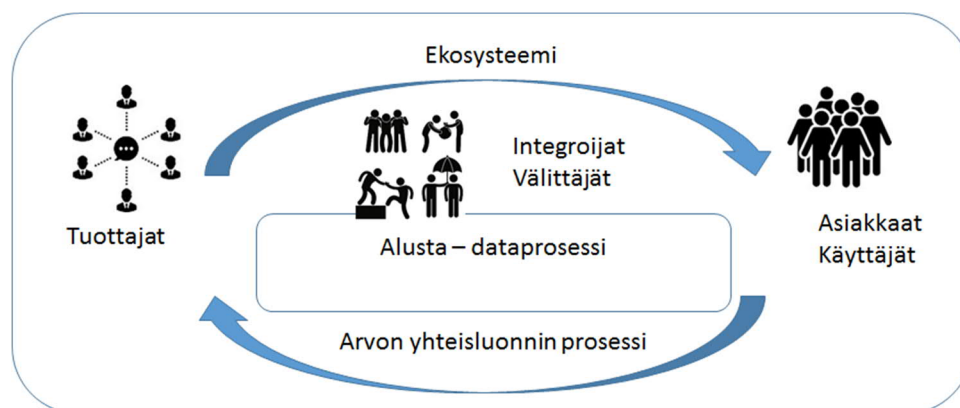 Ekosysteemi
Integroijat
Välittäjät
Tuottajat
Asiakkaat
Käyttäjät
Alusta – dataprosessi
Arvon yhteisluonnin prosessi